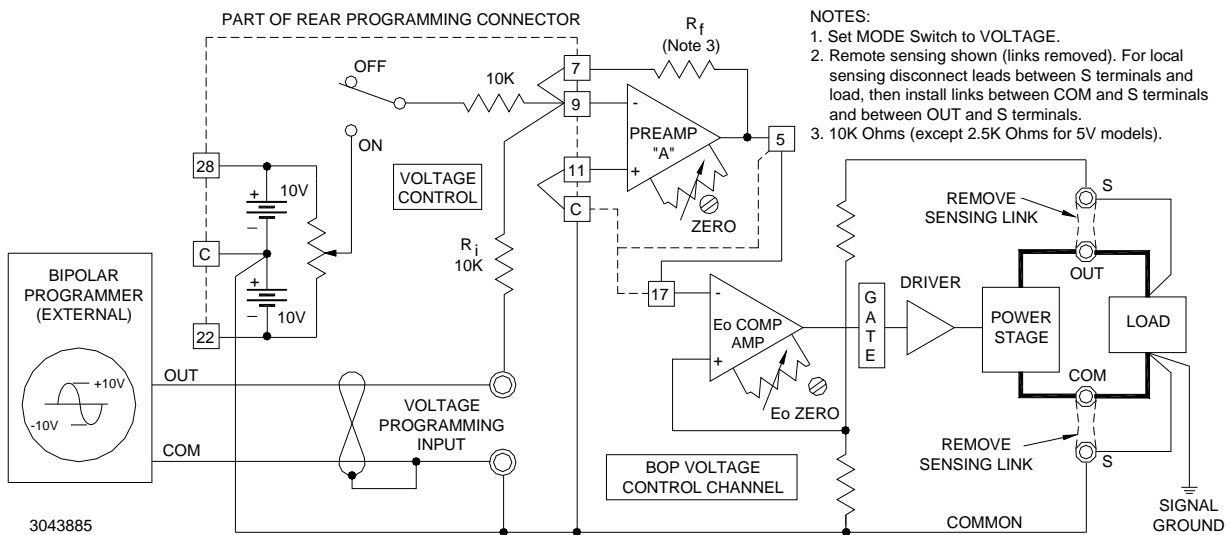 PART OF REAR PROGRAMMING CONNECTOR
NOTES:
1. Set MODE Switch to VOLTAGE.
2. Remote sensing shown (links removed). For local
sensing disconnect leads between S terminals and
load, then install links between COM and S terminals
and between OUT and S terminals.
3. 10K Ohms (except 2.5K Ohms for 5V models).
Rf
(Note 3)
OFF
10K
7
9
-
PREAMP
"A"
+
11
C
5
ZERO
ON
VOLTAGE
CONTROL
28
+
10V
–
C
+
10V
–
22
Ri
10K
BIPOLAR
PROGRAMMER
(EXTERNAL)
+10V
-10V
OUT
COM
VOLTAGE
PROGRAMMING
INPUT
17
-
Eo COMP
AMP
+
Eo ZERO
GATE
DRIVER
POWER
STAGE
REMOVE
SENSING LINK
S
OUT
LOAD
COM
REMOVE
SENSING LINK
S
BOP VOLTAGE
CONTROL CHANNEL
COMMON
SIGNAL
GROUND
3043885